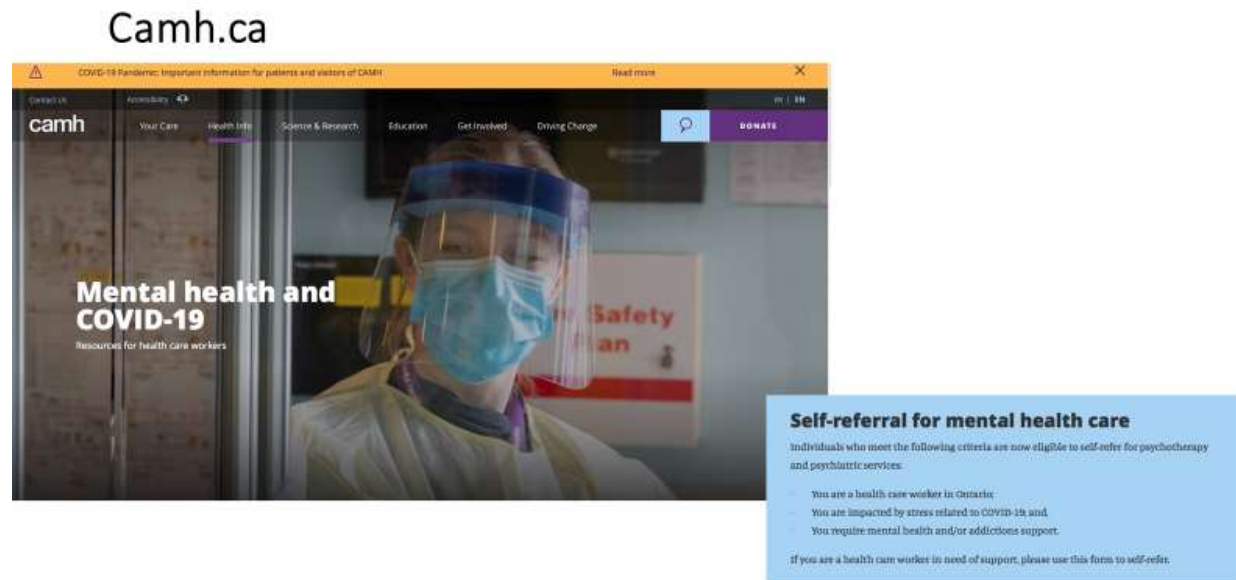 Camh.ca
COVID-19 Pandemic: Important information for patients and visitors of CAMH Read more
Contact Us Accessibility EN
camh Your Care Health Info Science & Research Education Get Involved Driving Change DONATE
Safety
Plan
Mental health and
COVID-19
Resources for health care workers
Self-referral for mental health care
Individuals who meet the following criteria are now eligible to self-refer for psychotherapy
and psychiatric services:
You are a health care worker in Ontario;
You are impacted by stress related to COVID-19; and,
You require mental health and/or addictions support.
If you are a health care worker in need of support, please use this form to self-refer.